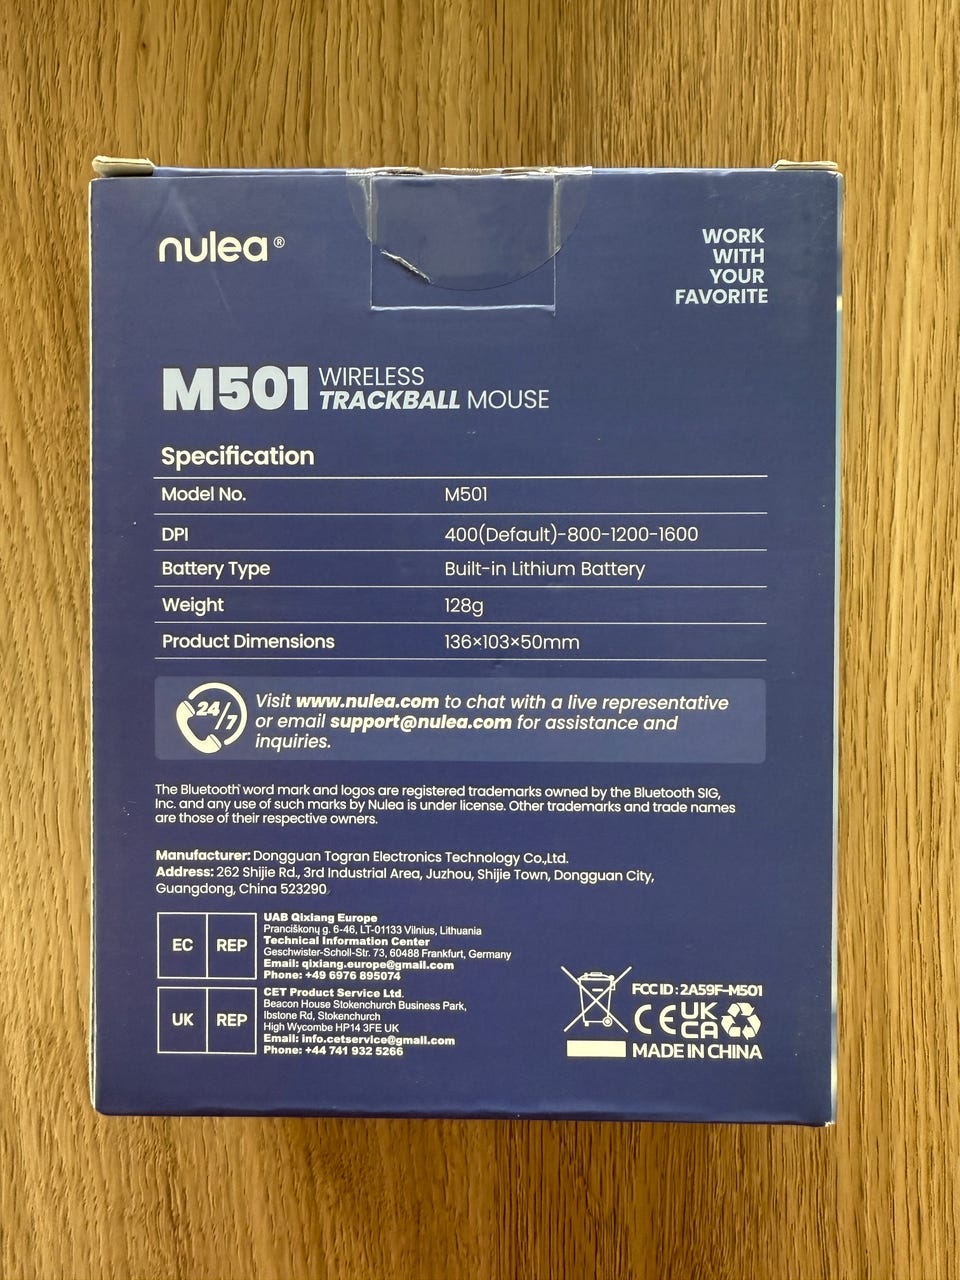 nulea®
WORK
WITH
YOUR
FAVORITE
M501 WIRELESS
TRACKBALL MOUSE
Specification
Model No. M501
DPI 400(Default)-800-1200-1600
Battery Type Built-in Lithium Battery
Weight 128g
Product Dimensions 136×103×50mm
24/7
Visit www.nulea.com to chat with a live representative
or email support@nulea.com for assistance and
inquiries.
The Bluetooth® word mark and logos are registered trademarks owned by the Bluetooth SIG,
Inc. and any use of such marks by Nulea is under license. Other trademarks and trade names
are those of their respective owners.
Manufacturer: Dongguan Togran Electronics Technology Co.,Ltd.
Address: 262 Shijie Rd., 3rd Industrial Area, Juzhou, Shijie Town, Dongguan City,
Guangdong, China 523290
EC REP
UAB Qixiang Europe
Pranciškonų g. 6-46, LT-01133 Vilnius, Lithuania
Technical Information Center
Geschwister-Scholl-Str. 73, 60488 Frankfurt, Germany
Email: qixiang.europe@gmail.com
Phone: +49 6976 895074
UK REP
CET Product Service Ltd.
Beacon House Stokenchurch Business Park,
Ibstone Rd, Stokenchurch
High Wycombe HP14 3FE UK
Email: info.cetservice@gmail.com
Phone: +44 741 932 5266
FCC ID : 2A59F-M501
CE UK
CA
MADE IN CHINA